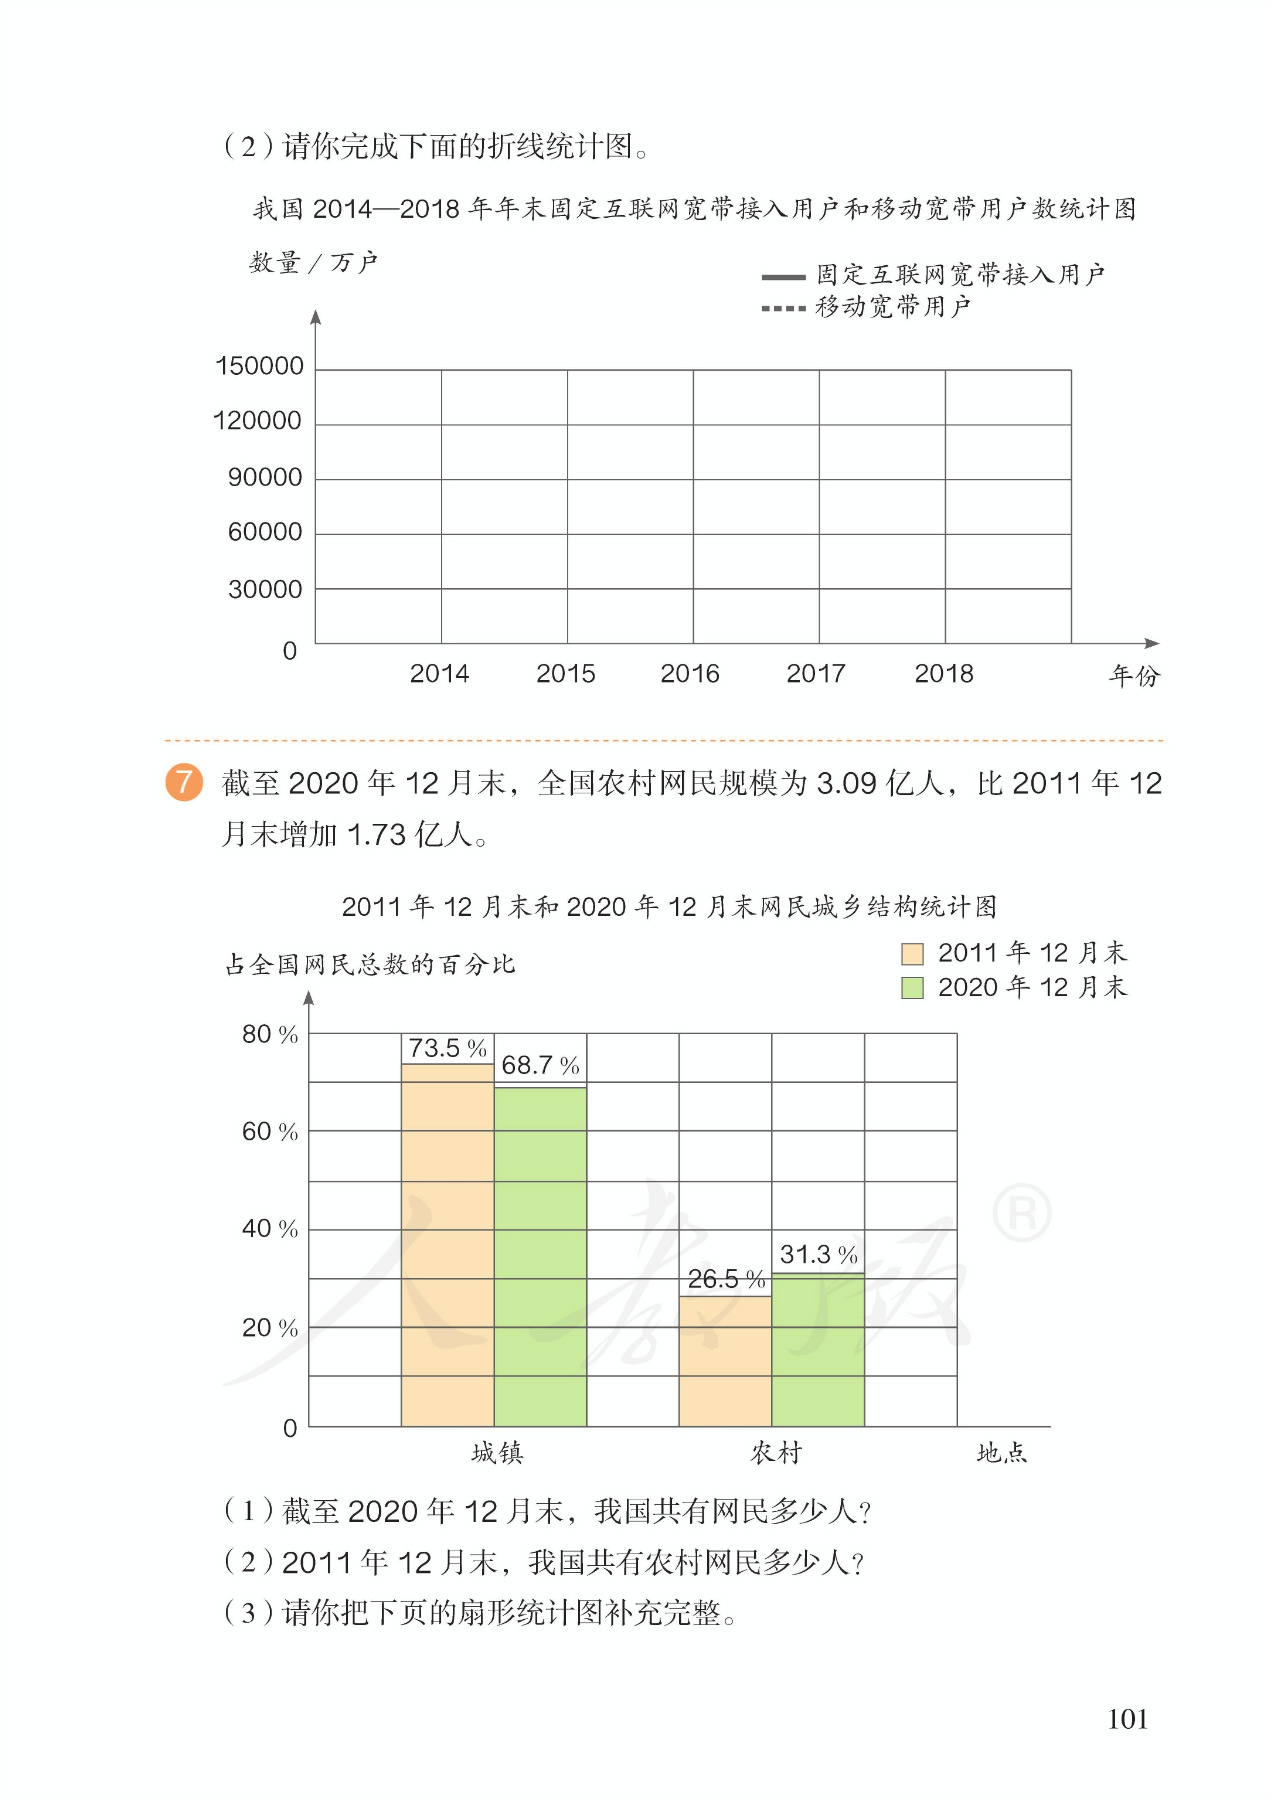 （2）请你完成下面的折线统计图。
我国 2014—2018 年年末固定互联网宽带接入用户和移动宽带用户数统计图
数量 / 万户
固定互联网宽带接入用户
移动宽带用户
150000
120000
90000
60000
30000
0
2014 2015 2016 2017 2018 年份
7 截至 2020 年 12 月末，全国农村网民规模为 3.09 亿人，比 2011 年 12
月末增加 1.73 亿人。
2011 年 12 月末和 2020 年 12 月末网民城乡结构统计图
占全国网民总数的百分比
2011 年 12 月末
2020 年 12 月末
80 %
73.5 %
68.7 %
60 %
40 %
31.3 %
26.5 %
20 %
0
城镇 农村 地点
人教版®
（1）截至 2020 年 12 月末，我国共有网民多少人？
（2）2011 年 12 月末，我国共有农村网民多少人？
（3）请你把下页的扇形统计图补充完整。
101